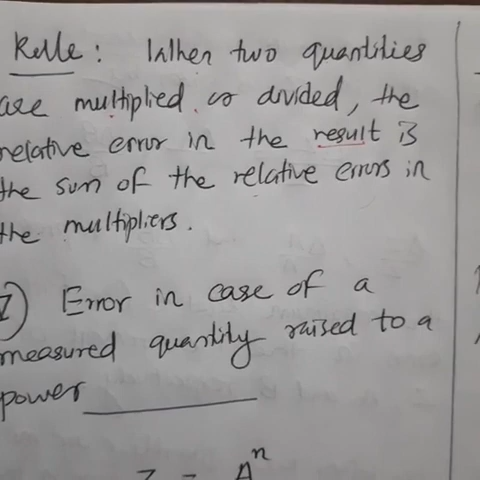 Rule: When two quantities
are multiplied or divided, the
relative error in the result is
the sum of the relative errors in
the multipliers.
Error in case of a
measured quantity raised to a
power
Z = Aⁿ